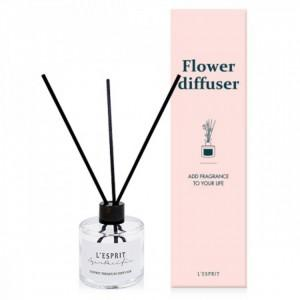 Flower
diffuser
ADD FRAGRANCE
TO YOUR LIFE
L'ESPRIT
L'ESPRIT